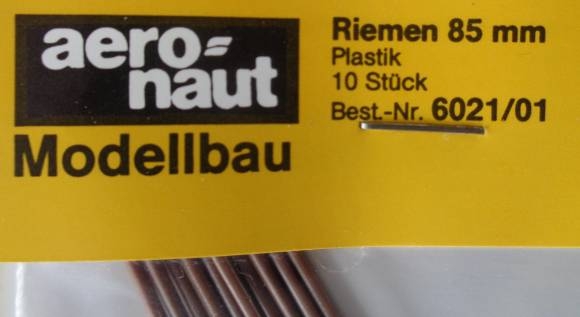 aero-
naut
Modellbau
Riemen 85 mm
Plastik
10 Stück
Best.-Nr. 6021/01